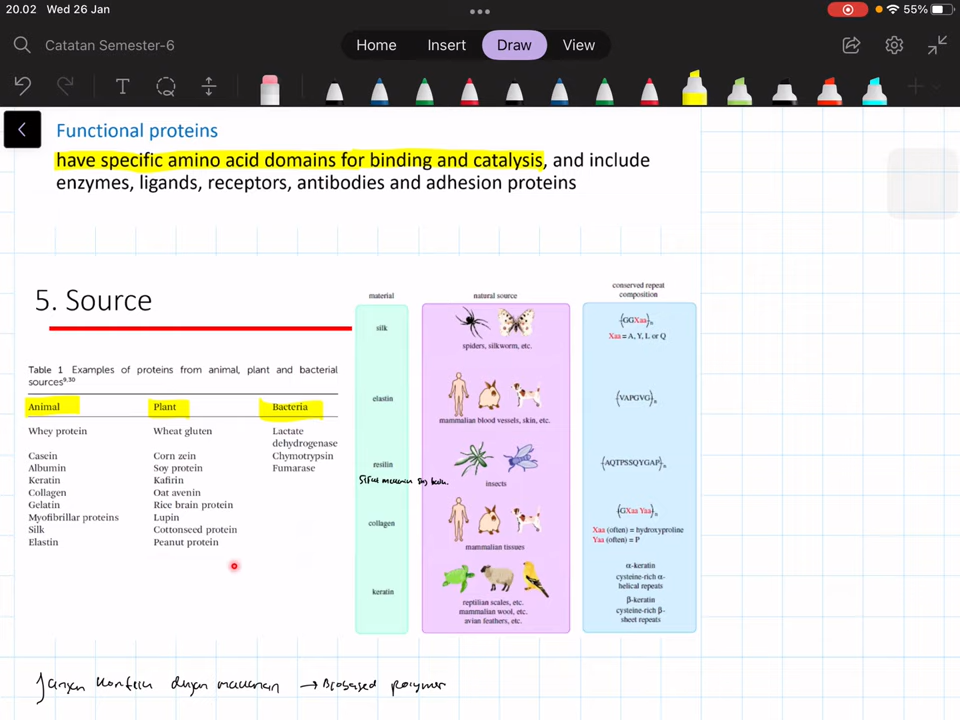 20.02 Wed 26 Jan
55%
Catatan Semester-6
Home Insert Draw View
Functional proteins
have specific amino acid domains for binding and catalysis, and include
enzymes, ligands, receptors, antibodies and adhesion proteins
5. Source
Table 1 Examples of proteins from animal, plant and bacterial
sources9,30
Animal Plant Bacteria
Whey protein Wheat gluten Lactate
dehydrogenase
Casein Corn zein Chymotrypsin
Albumin Soy protein Fumarase
Keratin Kafirin
Collagen Oat avenin
Gelatin Rice brain protein
Myofibrillar proteins Lupin
Silk Cottonseed protein
Elastin Peanut protein
material natural source conserved repeat
composition
silk
spiders, silkworm, etc.
(GGXaa)n
Xaa = A, Y, L or Q
elastin
mammalian blood vessels, skin, etc.
(VAPGVG)n
resilin
insects
(AQTPSSQYGAP)n
collagen
mammalian tissues
(GXaa Yaa)n
Xaa (often) = hydroxyproline
Yaa (often) = P
keratin
reptilian scales, etc.
mammalian wool, etc.
avian feathers, etc.
α-keratin
cysteine-rich α-
helical repeats
β-keratin
cysteine-rich β-
sheet repeats
→ Biobased polymer